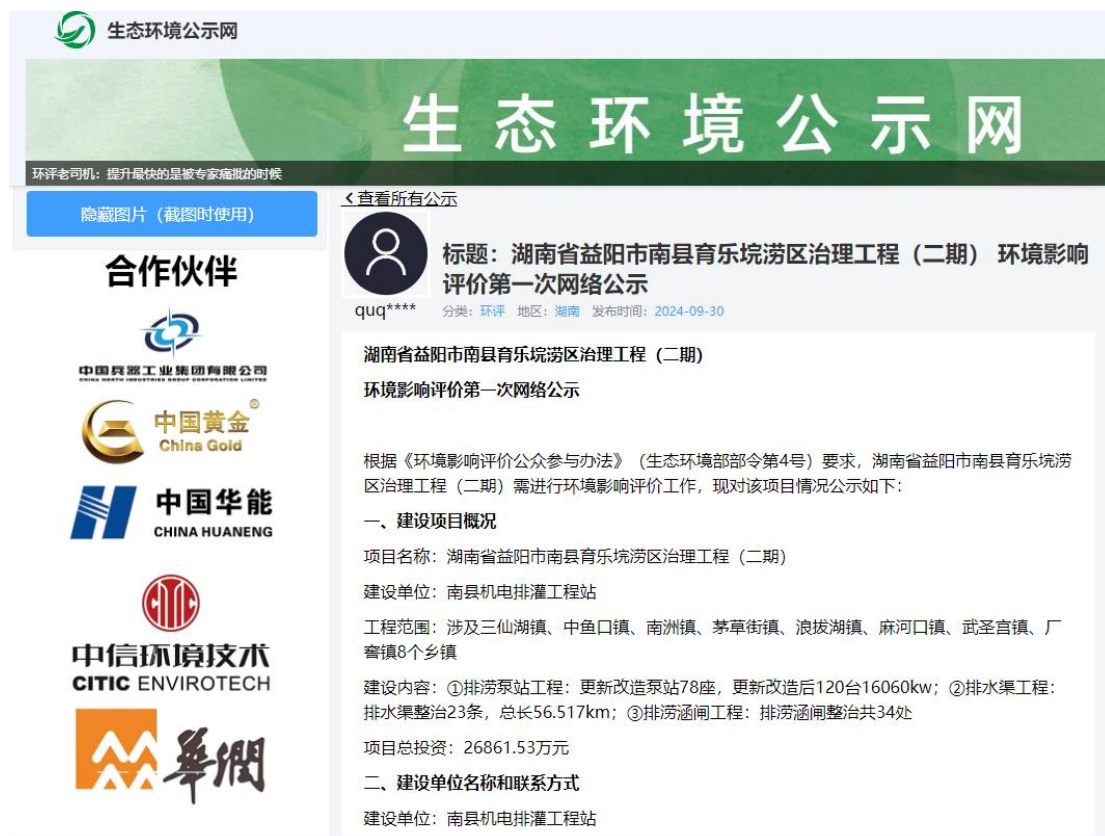 生态环境公示网
生态环境公示网
环评老司机：提升最快的是被专家痛批的时候
隐藏图片（截图时使用）
合作伙伴
中国兵器工业集团有限公司
CHINA NORTH INDUSTRIES GROUP CORPORATION LIMITED
中国黄金®
China Gold
中国华能
CHINA HUANENG
中信环境技术
CITIC ENVIROTECH
華潤
<查看所有公示
quq****
标题：湖南省益阳市南县育乐垸涝区治理工程（二期） 环境影响
评价第一次网络公示
分类：环评 地区：湖南 发布时间：2024-09-30
湖南省益阳市南县育乐垸涝区治理工程（二期）
环境影响评价第一次网络公示
根据《环境影响评价公众参与办法》（生态环境部部令第4号）要求，湖南省益阳市南县育乐垸涝
区治理工程（二期）需进行环境影响评价工作，现对该项目情况公示如下：
一、建设项目概况
项目名称：湖南省益阳市南县育乐垸涝区治理工程（二期）
建设单位：南县机电排灌工程站
工程范围：涉及三仙湖镇、中鱼口镇、南洲镇、茅草街镇、浪拔湖镇、麻河口镇、武圣宫镇、厂
窖镇8个乡镇
建设内容：①排涝泵站工程：更新改造泵站78座，更新改造后120台16060kw；②排水渠工程：
排水渠整治23条，总长56.517km；③排涝涵闸工程：排涝涵闸整治共34处
项目总投资：26861.53万元
二、建设单位名称和联系方式
建设单位：南县机电排灌工程站